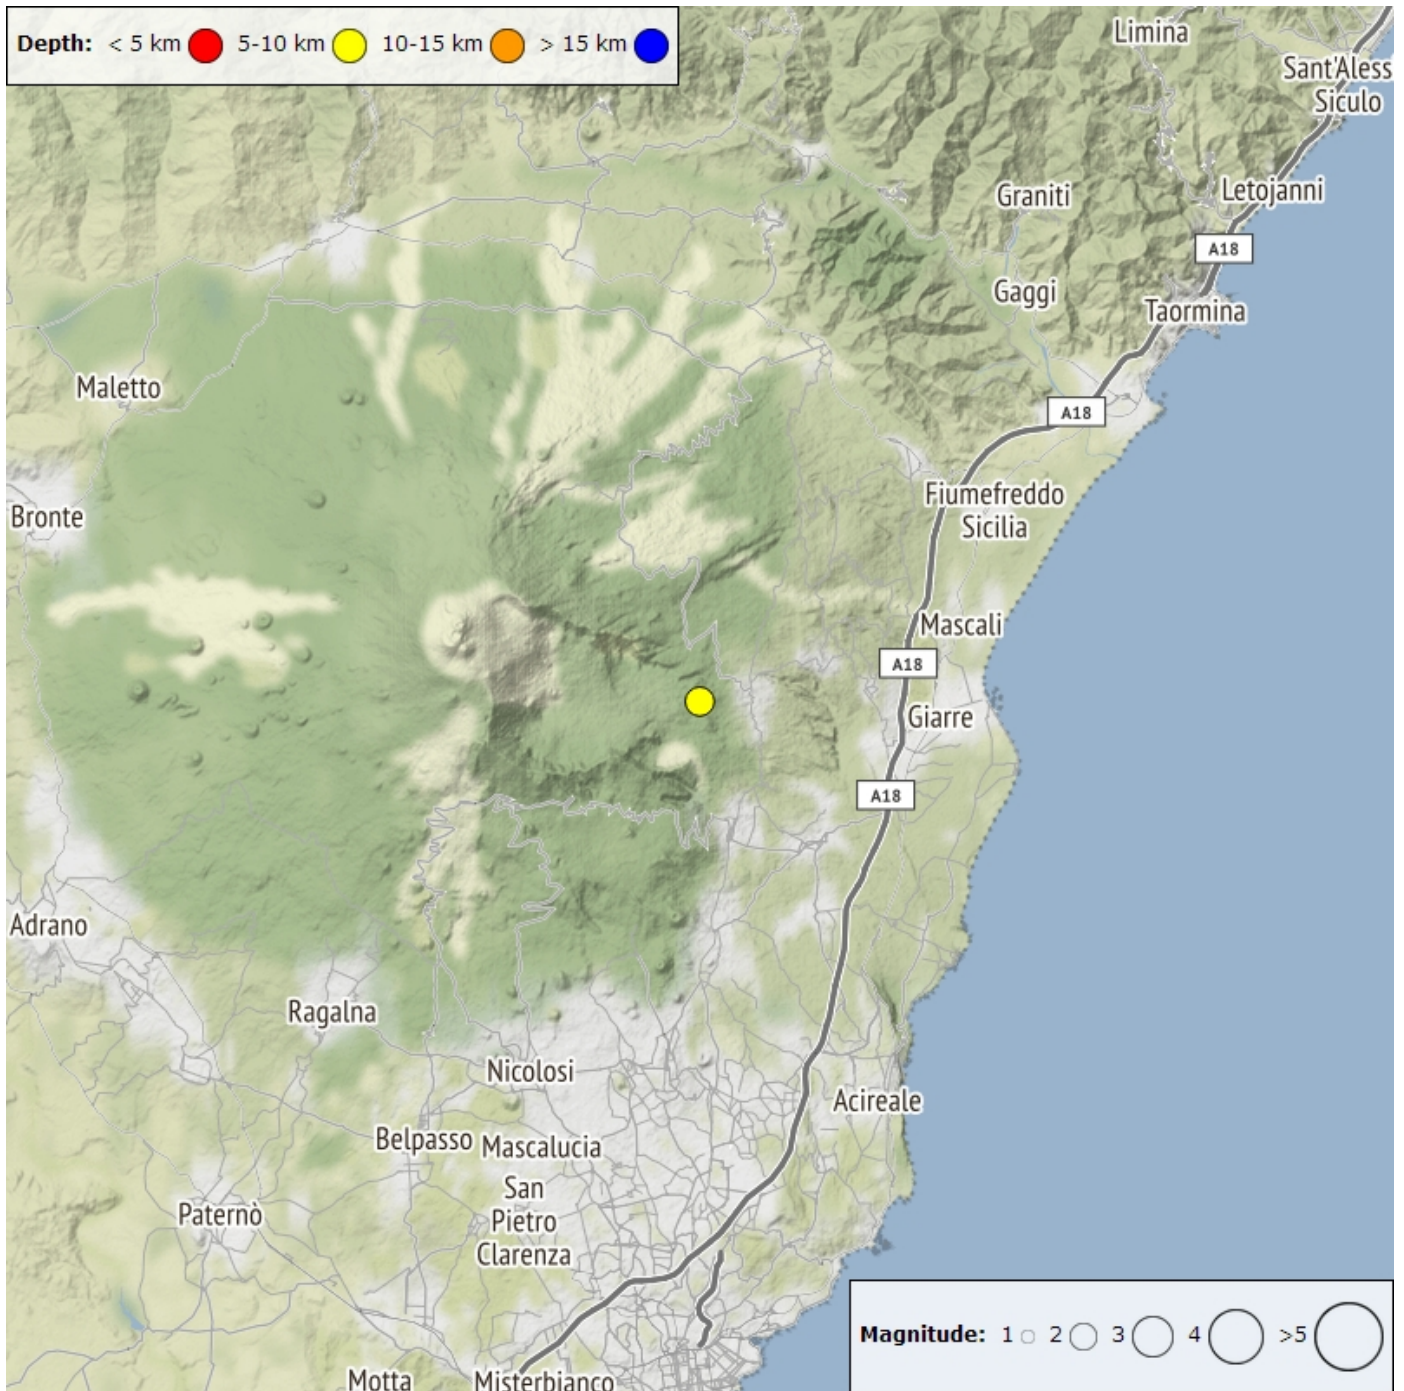 Depth: < 5 km 5-10 km 10-15 km > 15 km
Limina
Sant'Aless
Siculo
Graniti
Letojanni
A18
Gaggi
Taormina
Maletto
A18
Fiumefreddo
Sicilia
Bronte
Mascali
A18
Giarre
A18
Adrano
Ragalna
Nicolosi
Acireale
Belpasso
Mascalucia
San
Pietro
Clarenza
Paternò
Magnitude: 1 2 3 4 >5
Motta
Misterbianco